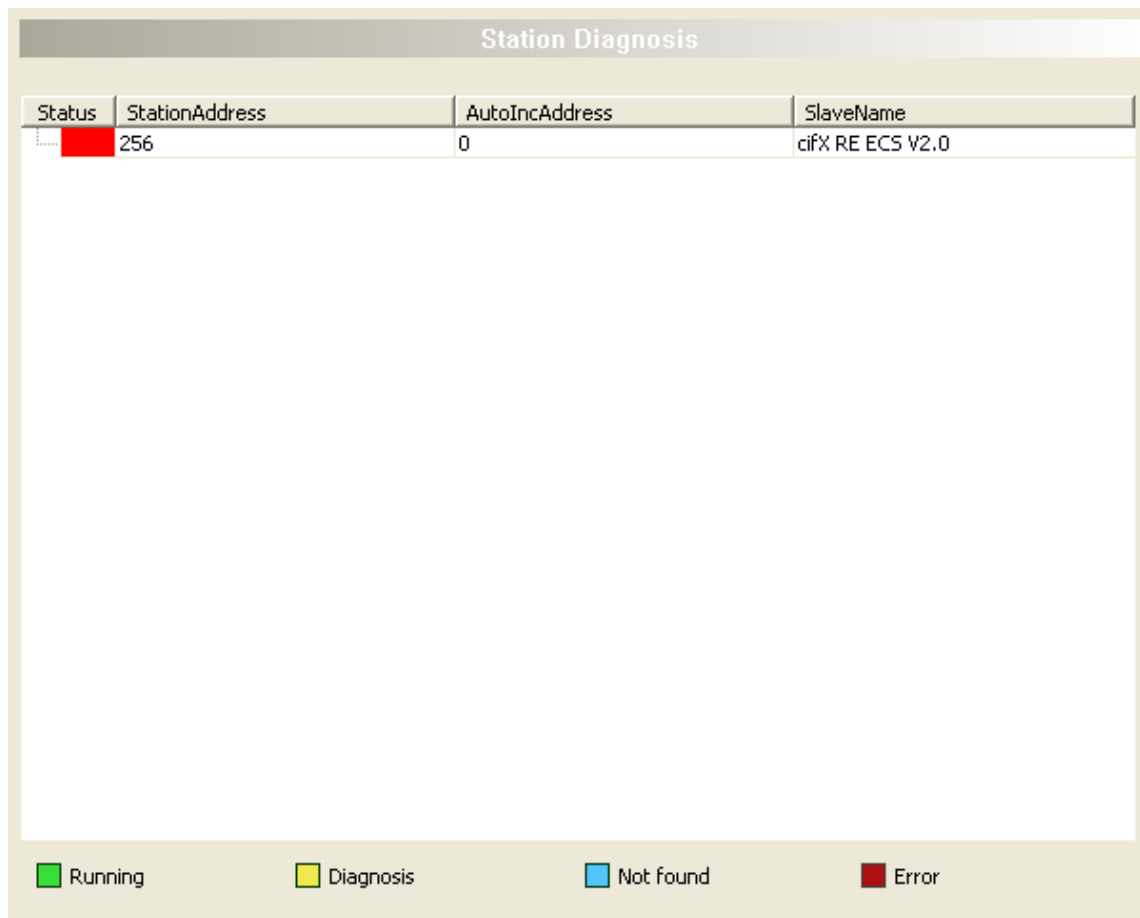 Station Diagnosis
Status StationAddress AutoIncAddress SlaveName
256 0 cifX RE ECS V2.0
Running Diagnosis Not found Error